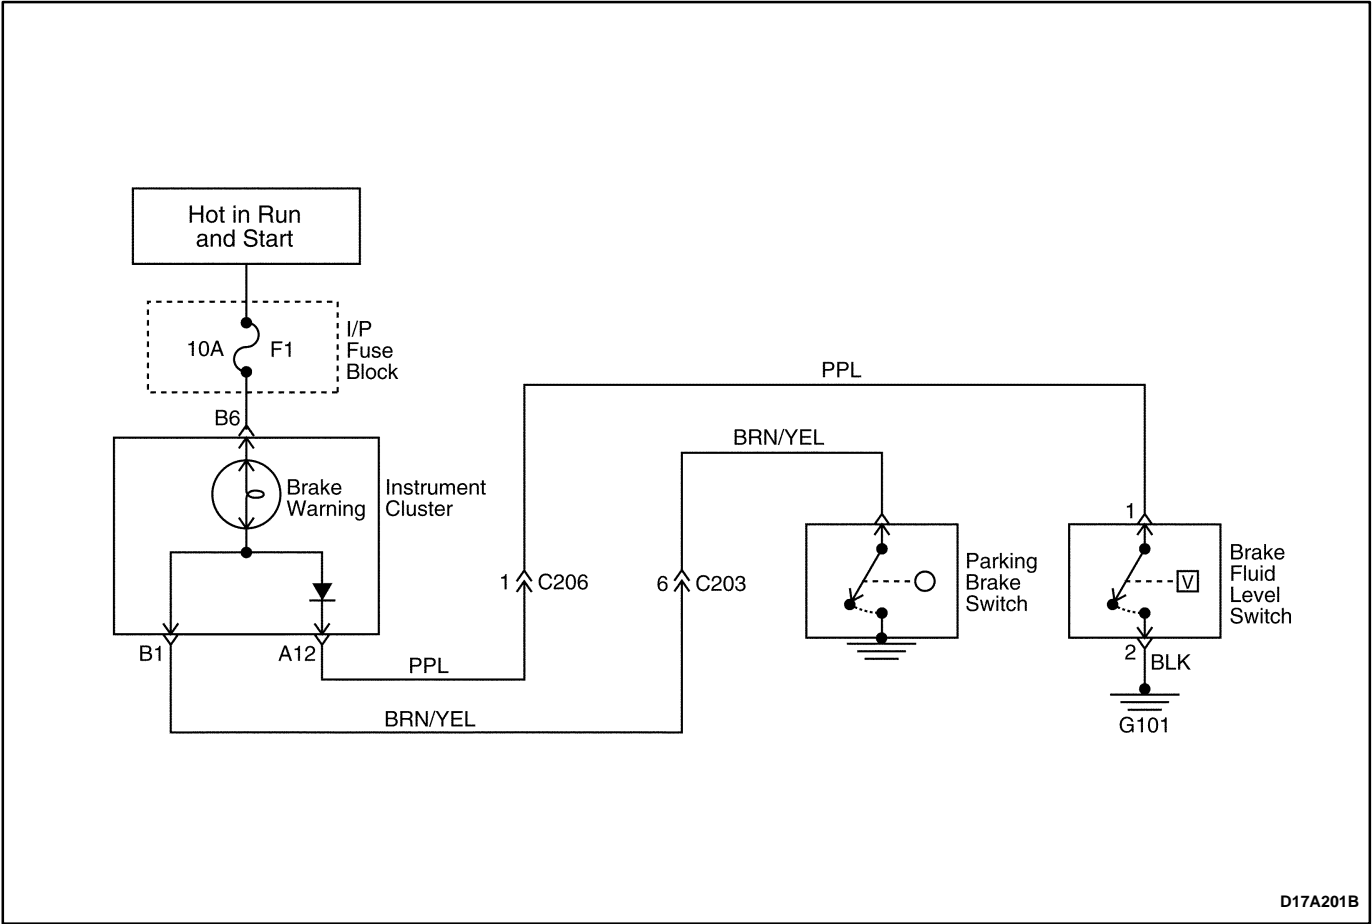 Hot in Run
and Start
10A
F1
I/P
Fuse
Block
B6
Brake
Warning
Instrument
Cluster
B1
A12
PPL
BRN/YEL
1
C206
6
C203
PPL
BRN/YEL
Parking
Brake
Switch
1
Brake
Fluid
Level
Switch
V
2
BLK
G101
D17A201B